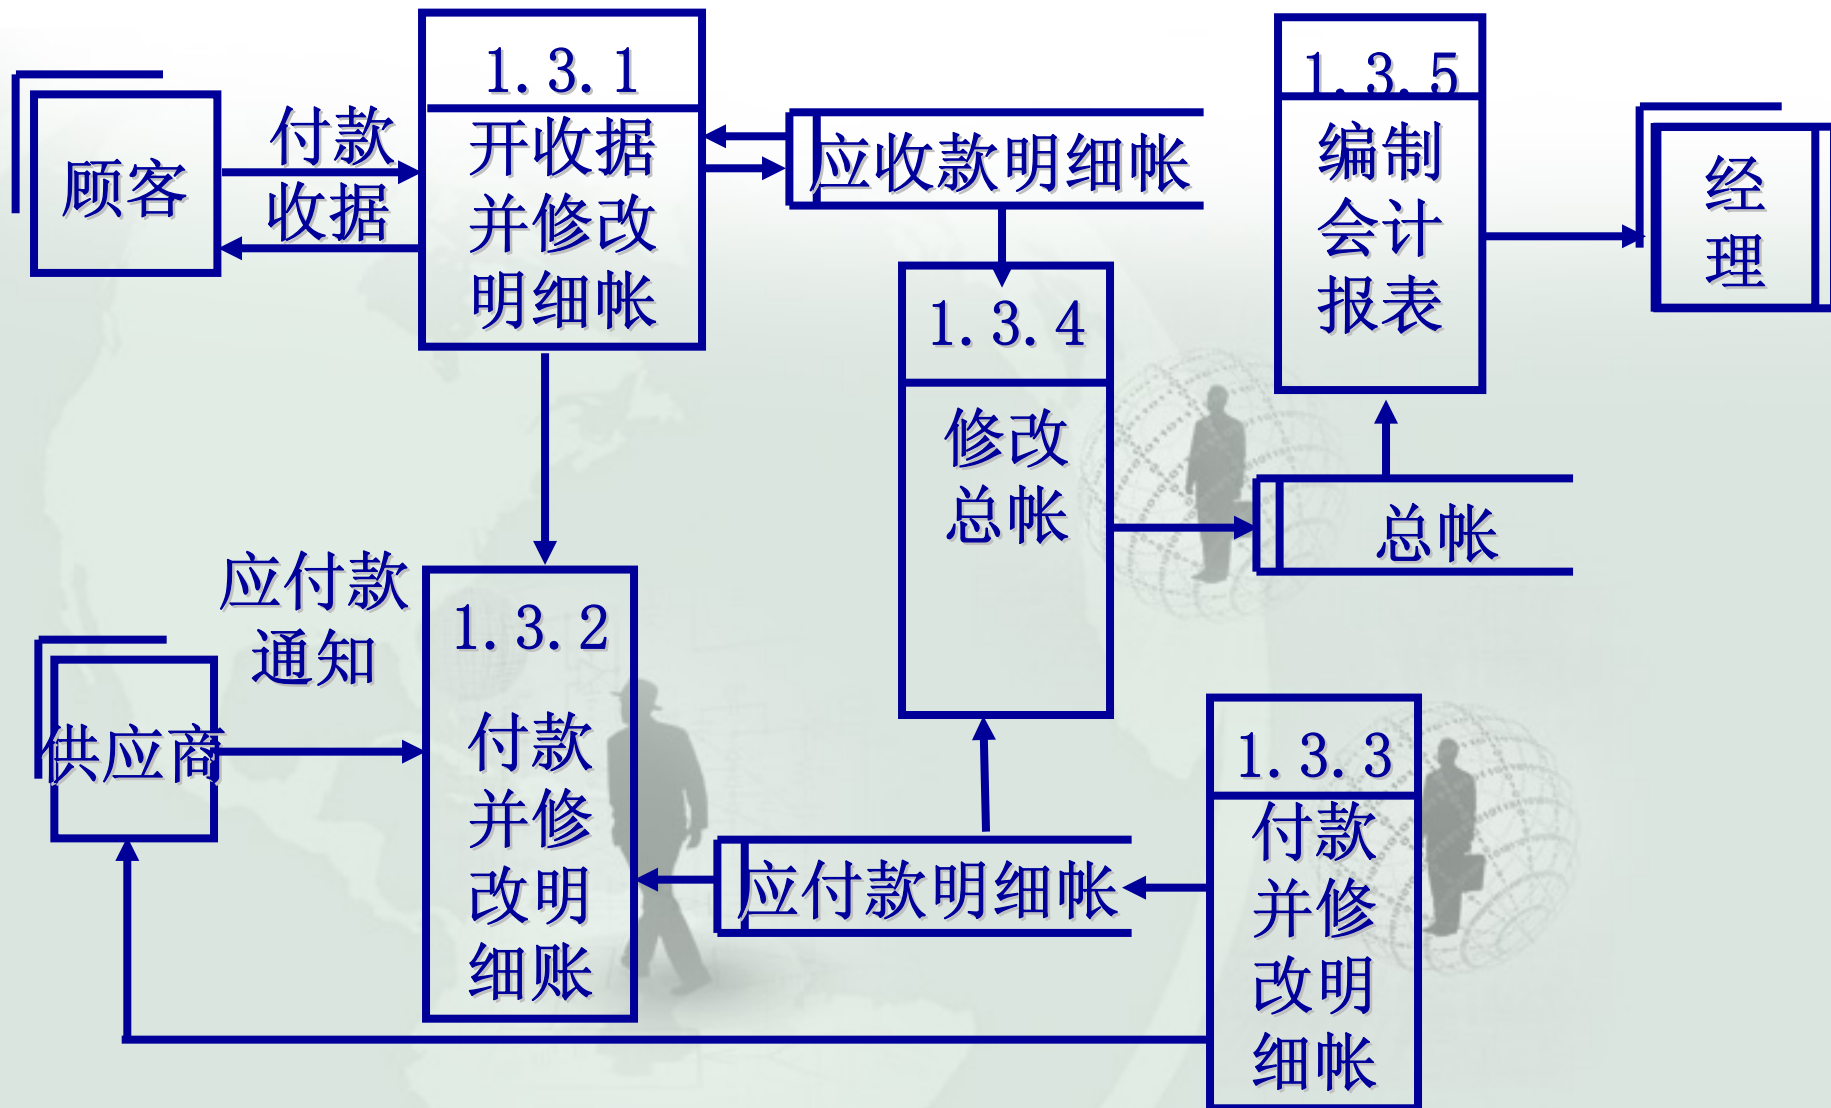 顾客
付款
收据
1.3.1
开收据
并修改
明细帐
应收款明细帐
1.3.4
修改
总帐
1.3.5
编制
会计
报表
经
理
总帐
应付款
通知
供应商
1.3.2
付款
并修
改明
细账
应付款明细帐
1.3.3
付款
并修
改明
细帐